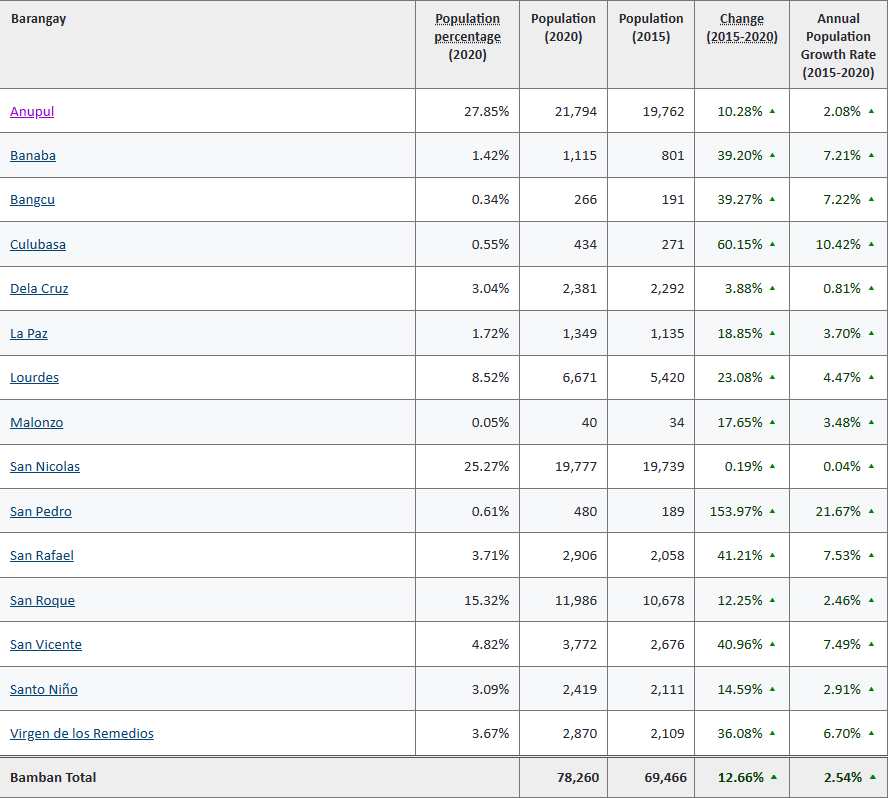 Barangay Population percentage (2020) Population (2020) Population (2015) Change (2015-2020) Annual Population Growth Rate (2015-2020)
Anupul 27.85% 21,794 19,762 10.28% ▲ 2.08% ▲
Banaba 1.42% 1,115 801 39.20% ▲ 7.21% ▲
Bangcu 0.34% 266 191 39.27% ▲ 7.22% ▲
Culubasa 0.55% 434 271 60.15% ▲ 10.42% ▲
Dela Cruz 3.04% 2,381 2,292 3.88% ▲ 0.81% ▲
La Paz 1.72% 1,349 1,135 18.85% ▲ 3.70% ▲
Lourdes 8.52% 6,671 5,420 23.08% ▲ 4.47% ▲
Malonzo 0.05% 40 34 17.65% ▲ 3.48% ▲
San Nicolas 25.27% 19,777 19,739 0.19% ▲ 0.04% ▲
San Pedro 0.61% 480 189 153.97% ▲ 21.67% ▲
San Rafael 3.71% 2,906 2,058 41.21% ▲ 7.53% ▲
San Roque 15.32% 11,986 10,678 12.25% ▲ 2.46% ▲
San Vicente 4.82% 3,772 2,676 40.96% ▲ 7.49% ▲
Santo Niño 3.09% 2,419 2,111 14.59% ▲ 2.91% ▲
Virgen de los Remedios 3.67% 2,870 2,109 36.08% ▲ 6.70% ▲
Bamban Total 78,260 69,466 12.66% ▲ 2.54% ▲